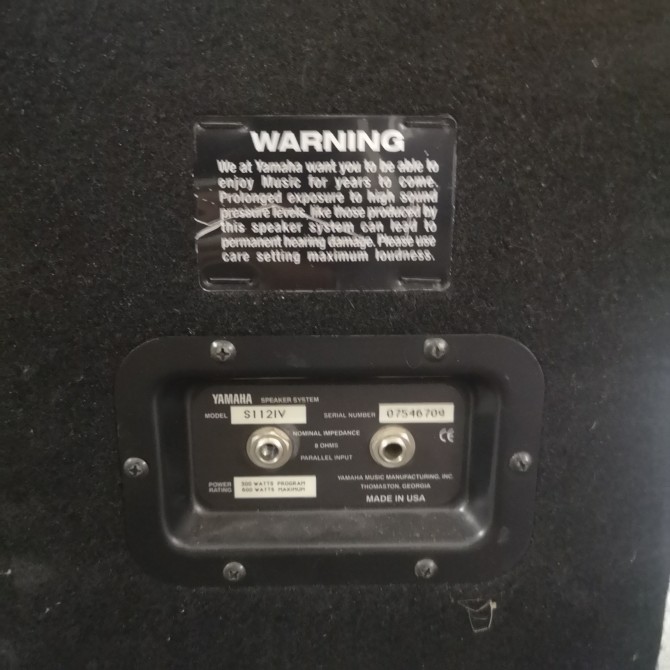 WARNING
We at Yamaha want you to be able to
enjoy Music for years to come.
Prolonged exposure to high sound
pressure levels, like those produced by
this speaker system can lead to
permanent hearing damage. Please use
care setting maximum loudness.
YAMAHA SPEAKER SYSTEM
MODEL S112IV SERIAL NUMBER 07546709
NOMINAL IMPEDANCE CE
8 OHMS
PARALLEL INPUT
POWER RATING 300 WATTS PROGRAM
600 WATTS MAXIMUM
YAMAHA MUSIC MANUFACTURING, INC.
THOMASTON, GEORGIA
MADE IN USA